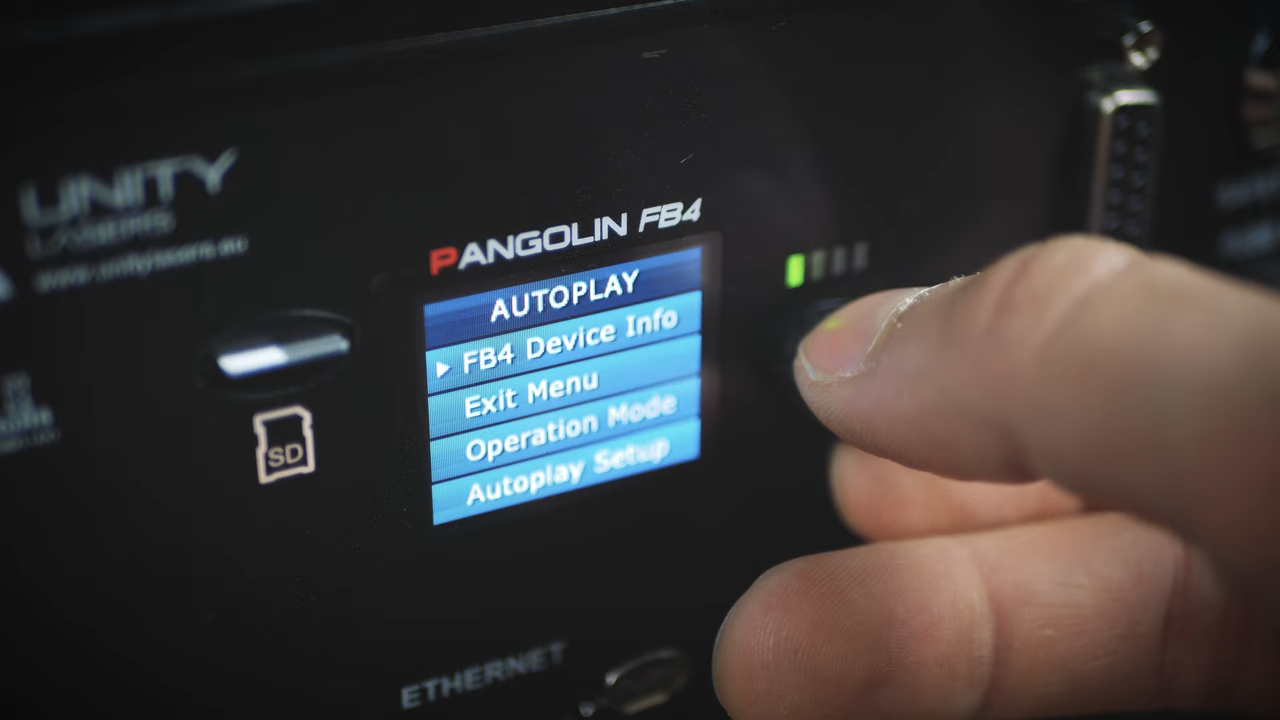 UNITY
LASERS
www.unitylasers.eu
PANGOLIN FB4
AUTOPLAY
FB4 Device Info
Exit Menu
Operation Mode
Autoplay Setup
SD
ETHERNET